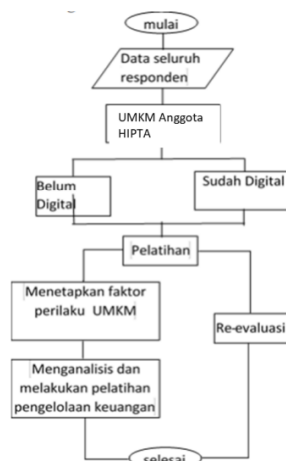 mulai
Data seluruh
responden
UMKM Anggota
HIPTA
Belum
Digital
Sudah Digital
Pelatihan
Menetapkan faktor
perilaku UMKM
Re-evaluasi
Menganalisis dan
melakukan pelatihan
pengelolaan keuangan
selesai